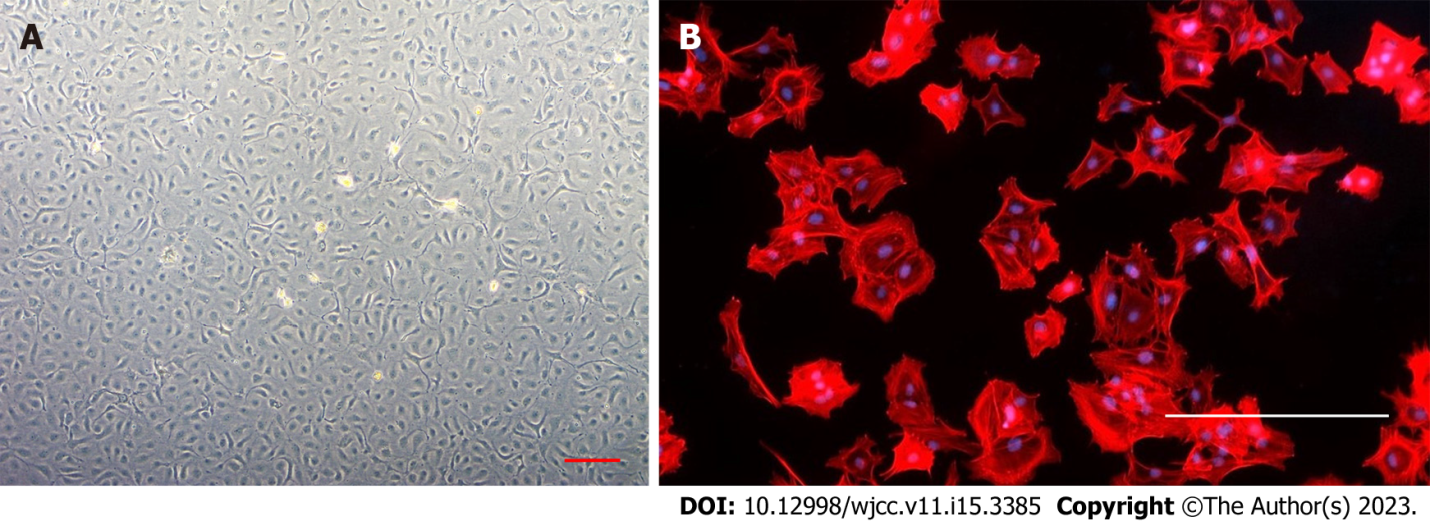 A
B
DOI: 10.12998/wjcc.v11.i15.3385 Copyright ©The Author(s) 2023.